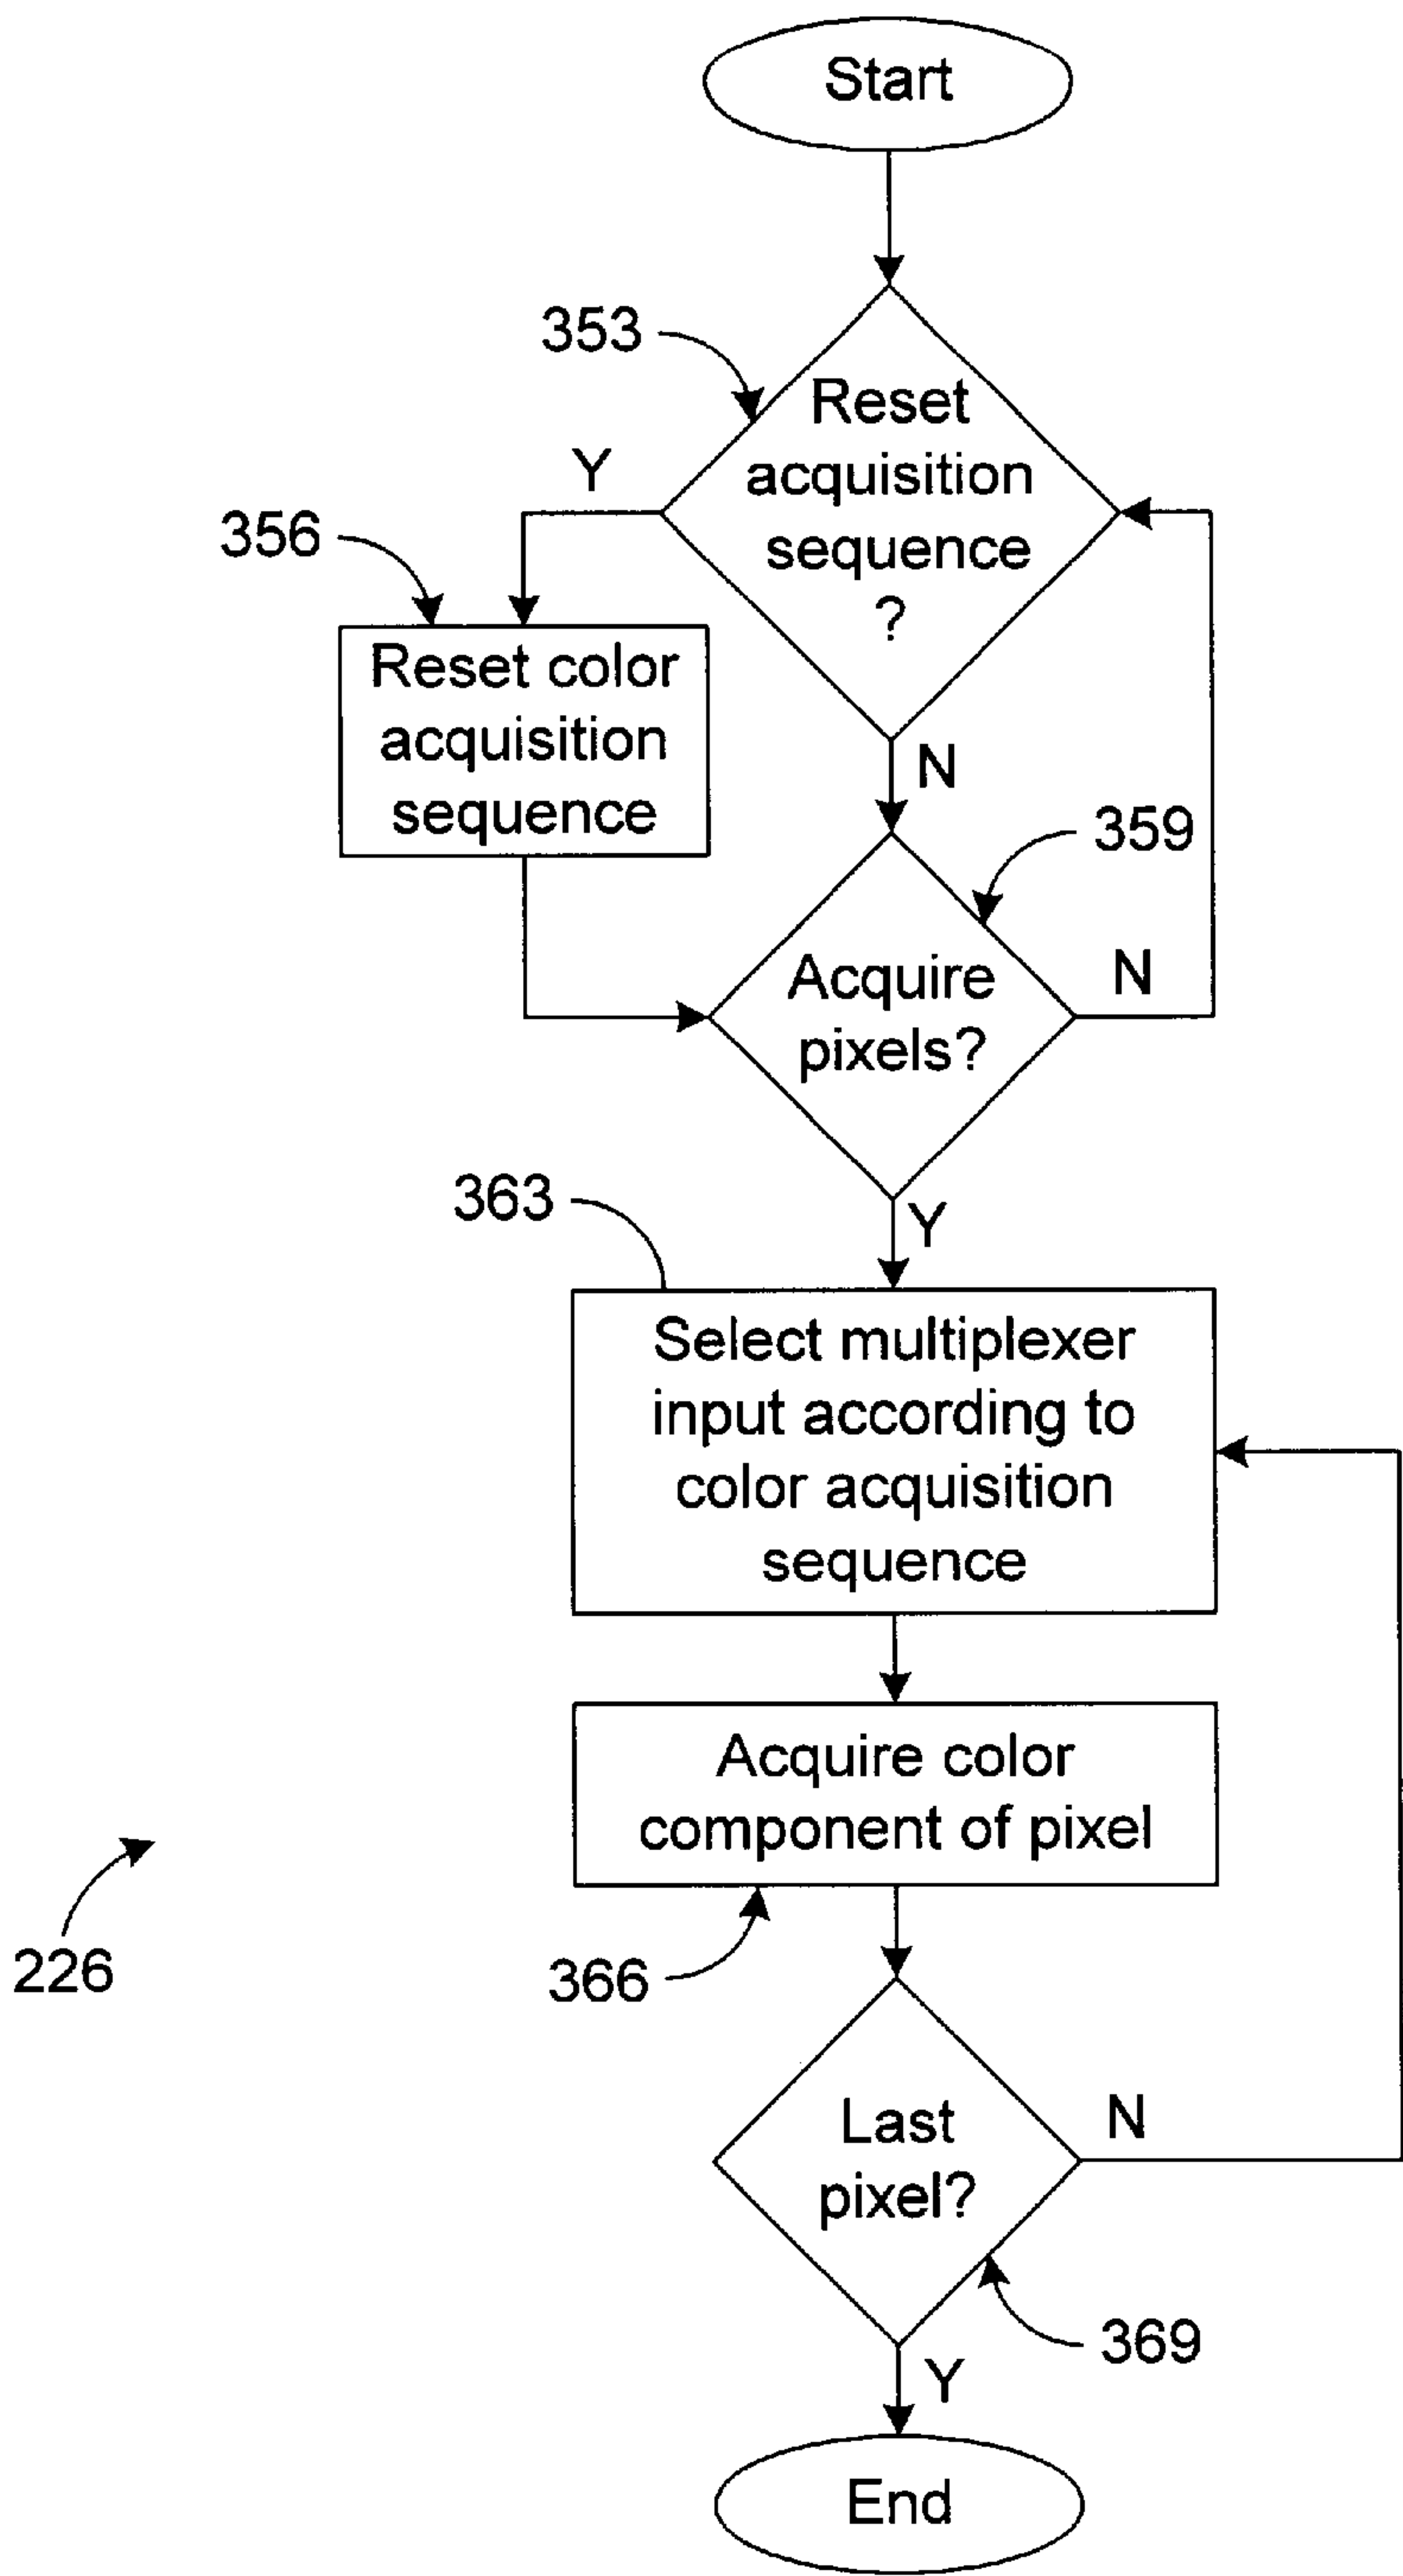 Start
353
Reset
acquisition
sequence
?
Y
356
Reset color
acquisition
sequence
N
359
Acquire
pixels?
N
363
Y
Select multiplexer
input according to
color acquisition
sequence
Acquire color
component of pixel
226
366
Last
pixel?
N
369
Y
End